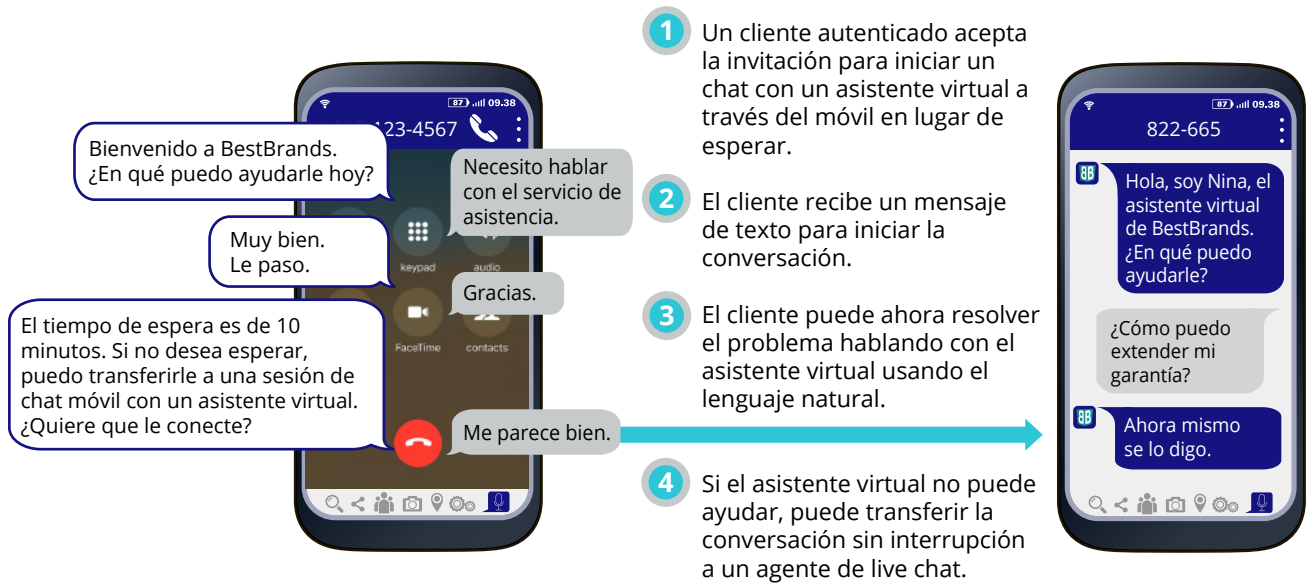 87 09.38
123-4567
Bienvenido a BestBrands.
¿En qué puedo ayudarle hoy?
Necesito hablar
con el servicio de
asistencia.
Muy bien.
Le paso.
keypad audio
Gracias.
El tiempo de espera es de 10
minutos. Si no desea esperar,
puedo transferirle a una sesión de
chat móvil con un asistente virtual.
¿Quiere que le conecte?
FaceTime contacts
Me parece bien.
1
Un cliente autenticado acepta
la invitación para iniciar un
chat con un asistente virtual a
través del móvil en lugar de
esperar.
2
El cliente recibe un mensaje
de texto para iniciar la
conversación.
3
El cliente puede ahora resolver
el problema hablando con el
asistente virtual usando el
lenguaje natural.
4
Si el asistente virtual no puede
ayudar, puede transferir la
conversación sin interrupción
a un agente de live chat.
87 09.38
822-665
BB
Hola, soy Nina, el
asistente virtual
de BestBrands.
¿En qué puedo
ayudarle?
¿Cómo puedo
extender mi
garantía?
BB
Ahora mismo
se lo digo.